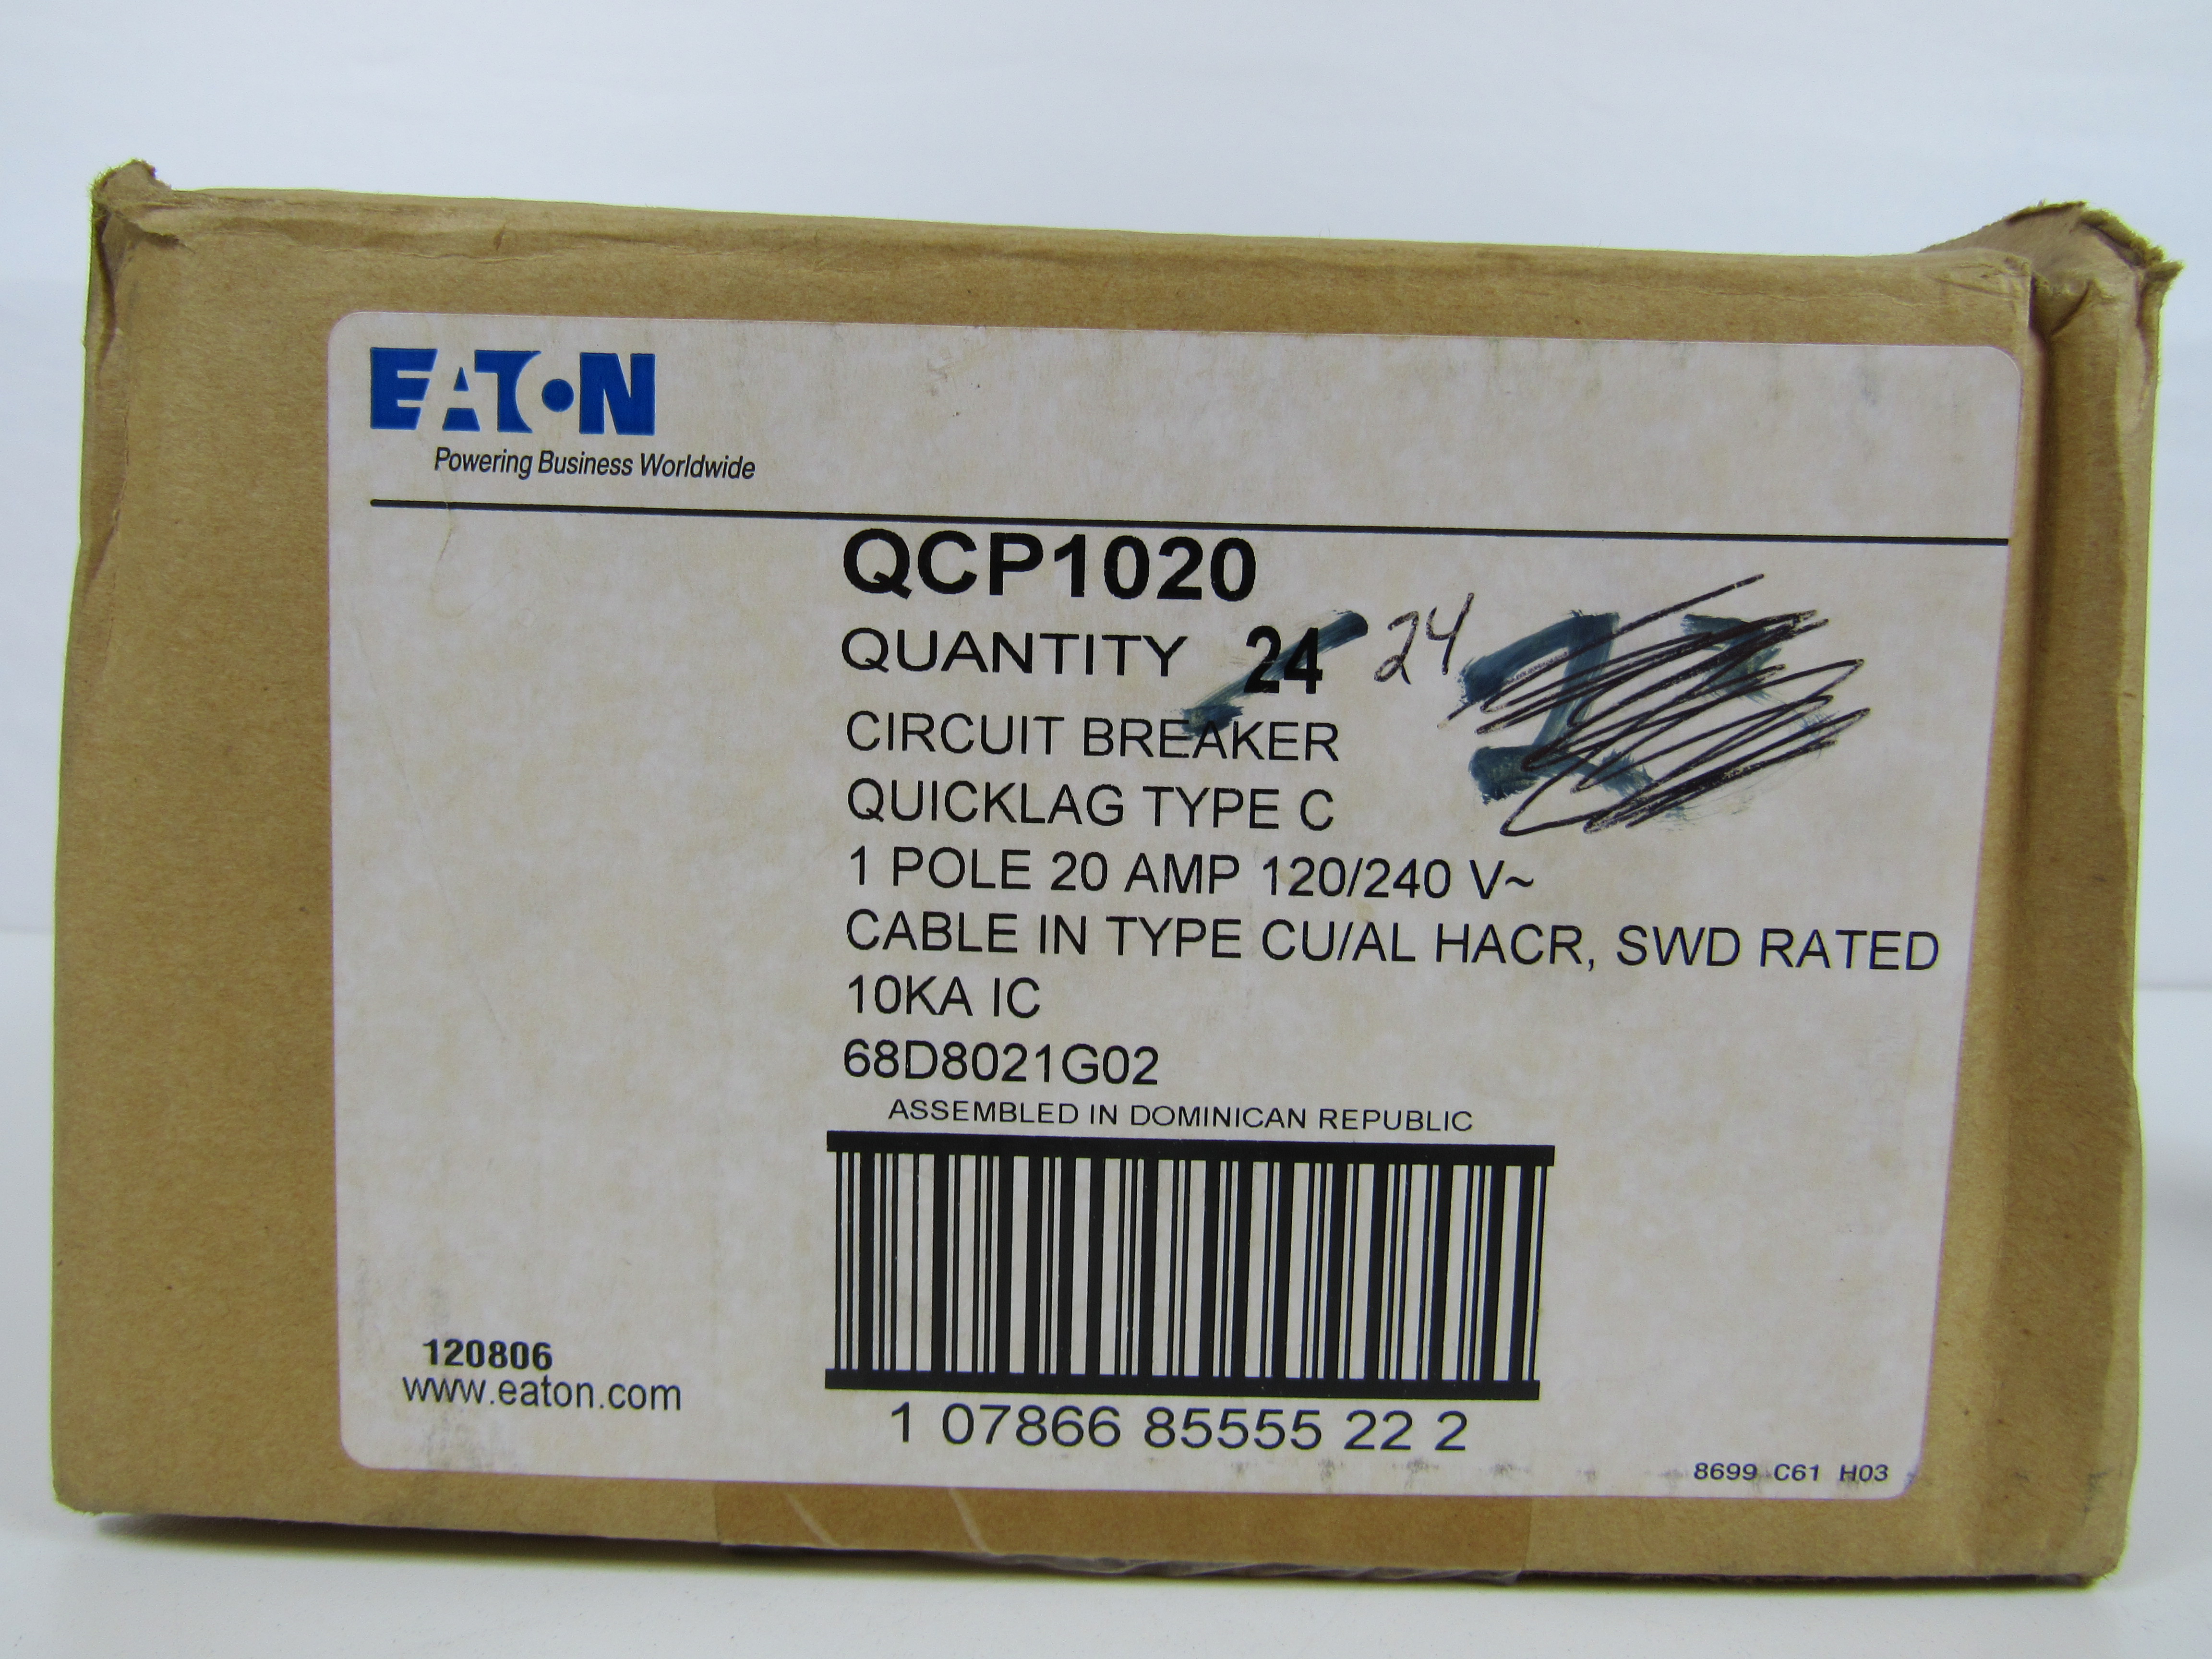 EATON
Powering Business Worldwide
QCP1020
QUANTITY 24 24
CIRCUIT BREAKER
QUICKLAG TYPE C
1 POLE 20 AMP 120/240 V~
CABLE IN TYPE CU/AL HACR, SWD RATED
10KA IC
68D8021G02
ASSEMBLED IN DOMINICAN REPUBLIC
1 07866 85555 22 2
120806
www.eaton.com
8699 C61 H03